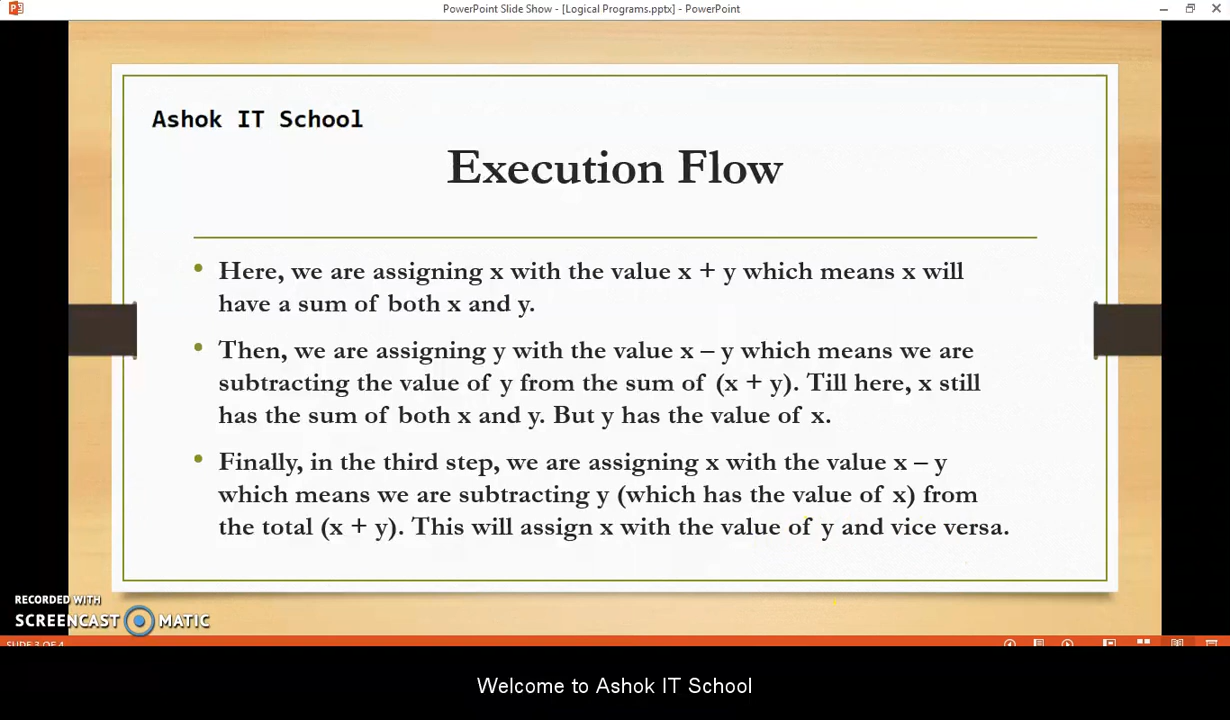 PowerPoint Slide Show - [Logical Programs.pptx] - PowerPoint
Ashok IT School
Execution Flow
• Here, we are assigning x with the value x + y which means x will
have a sum of both x and y.
• Then, we are assigning y with the value x – y which means we are
subtracting the value of y from the sum of (x + y). Till here, x still
has the sum of both x and y. But y has the value of x.
• Finally, in the third step, we are assigning x with the value x – y
which means we are subtracting y (which has the value of x) from
the total (x + y). This will assign x with the value of y and vice versa.
RECORDED WITH
SCREENCAST MATIC
SLIDE 3 OF 4
Welcome to Ashok IT School